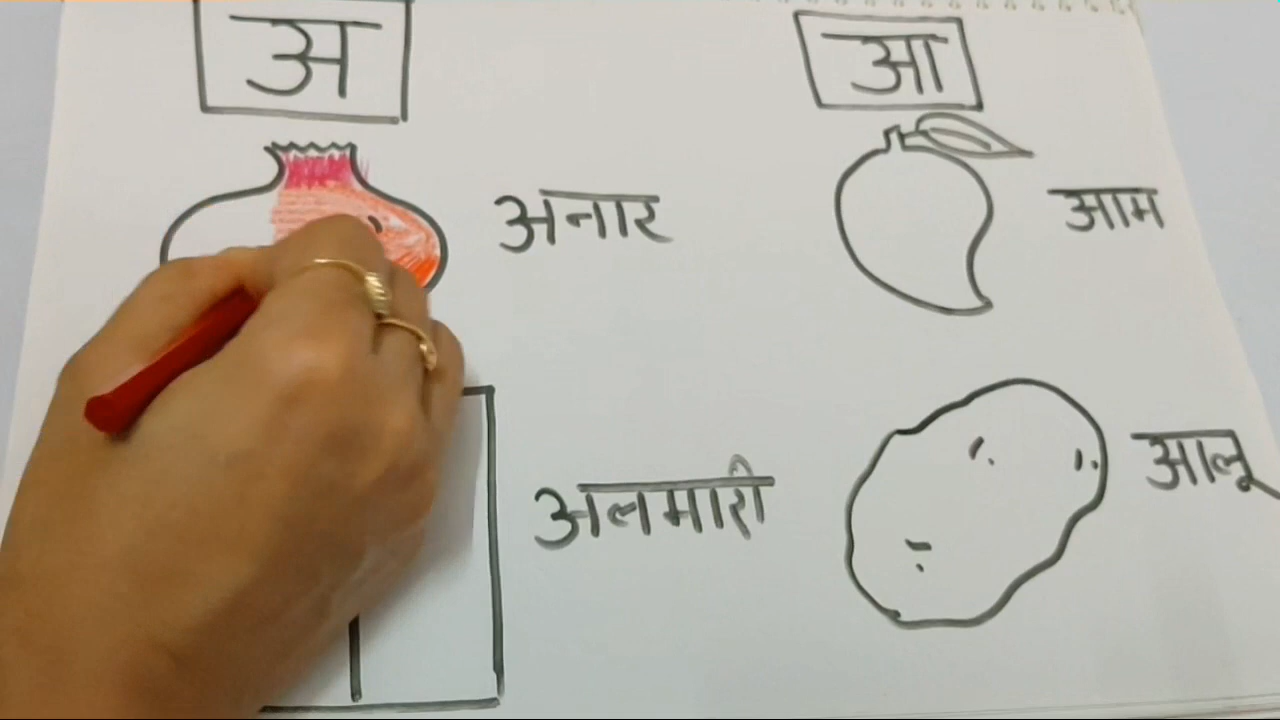 अ
आ
अनार
आम
अलमारी
आलू